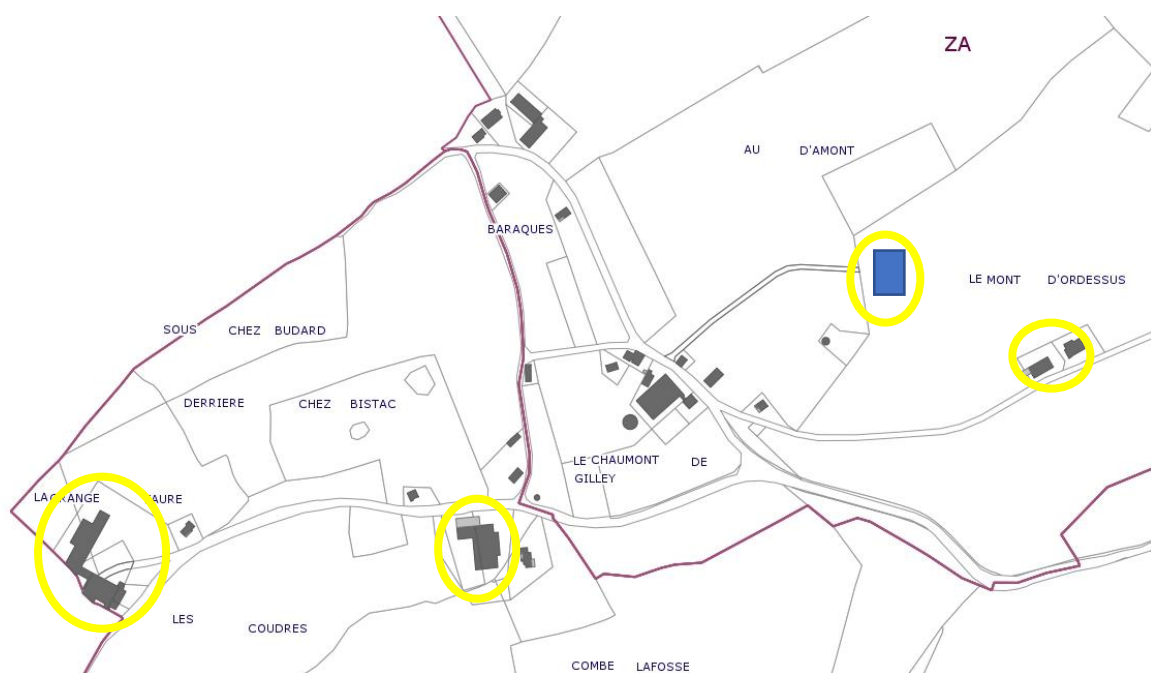 ZA
AU D'AMONT
BARAQUES
LE MONT D'ORDESSUS
SOUS CHEZ BUDARD
DERRIERE CHEZ BISTAC
LE CHAUMONT DE
GILLEY
LA GRANGE TAURE
LES COUDRES
COMBE LAFOSSE